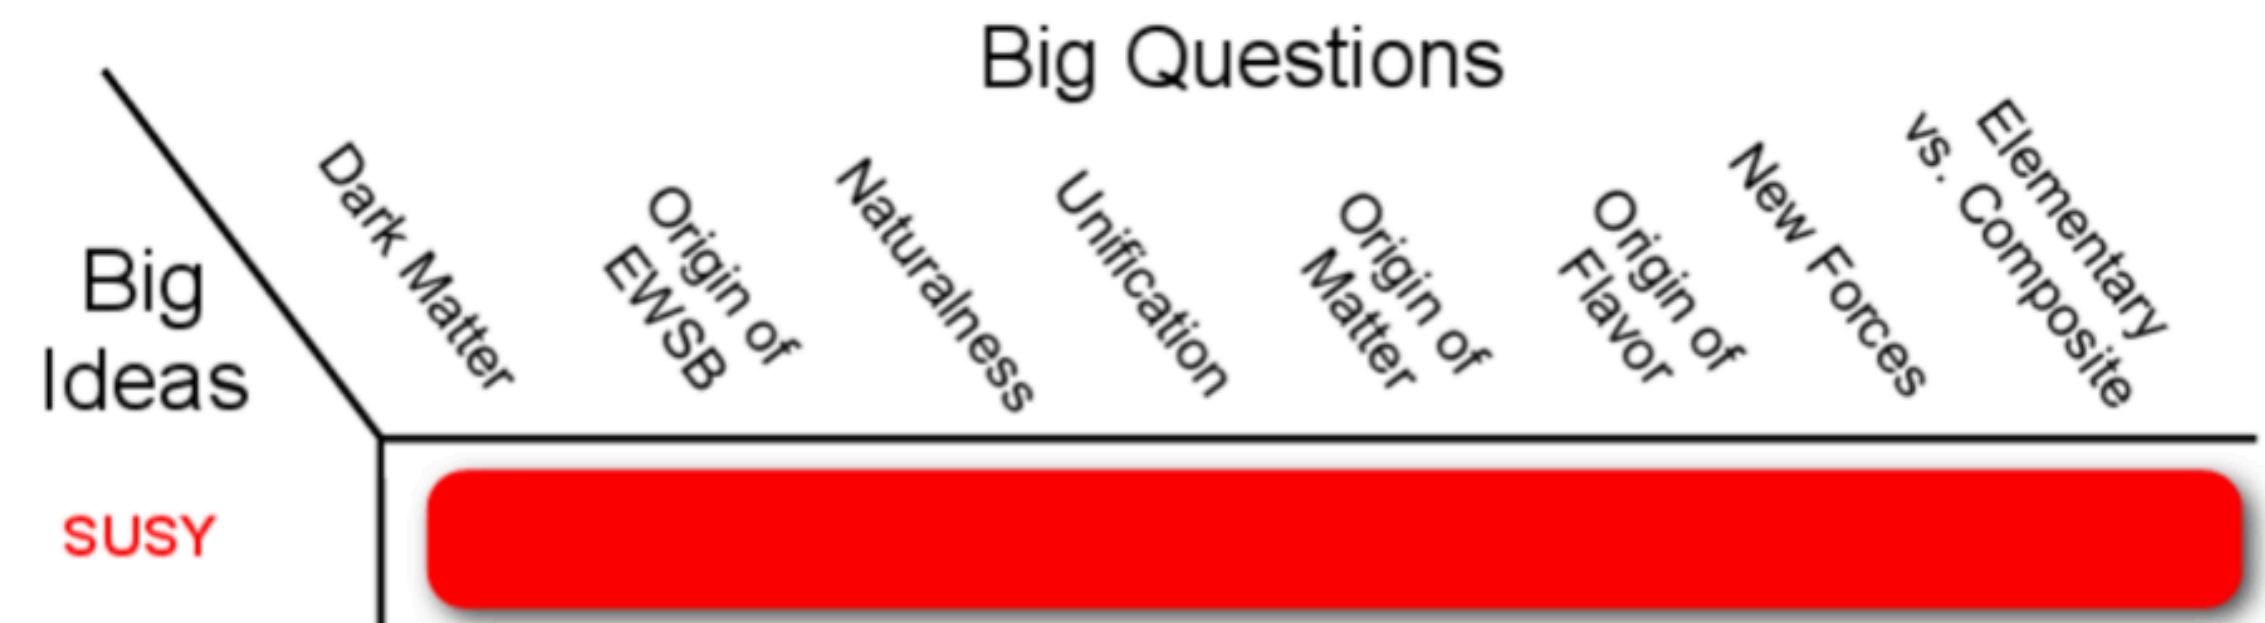 Big Questions
Big
Ideas
Dark Matter
Origin of
EWSB
Naturalness
Unification
Origin of
Matter
Origin of
Flavor
New Forces
Elementary
vs. Composite
SUSY